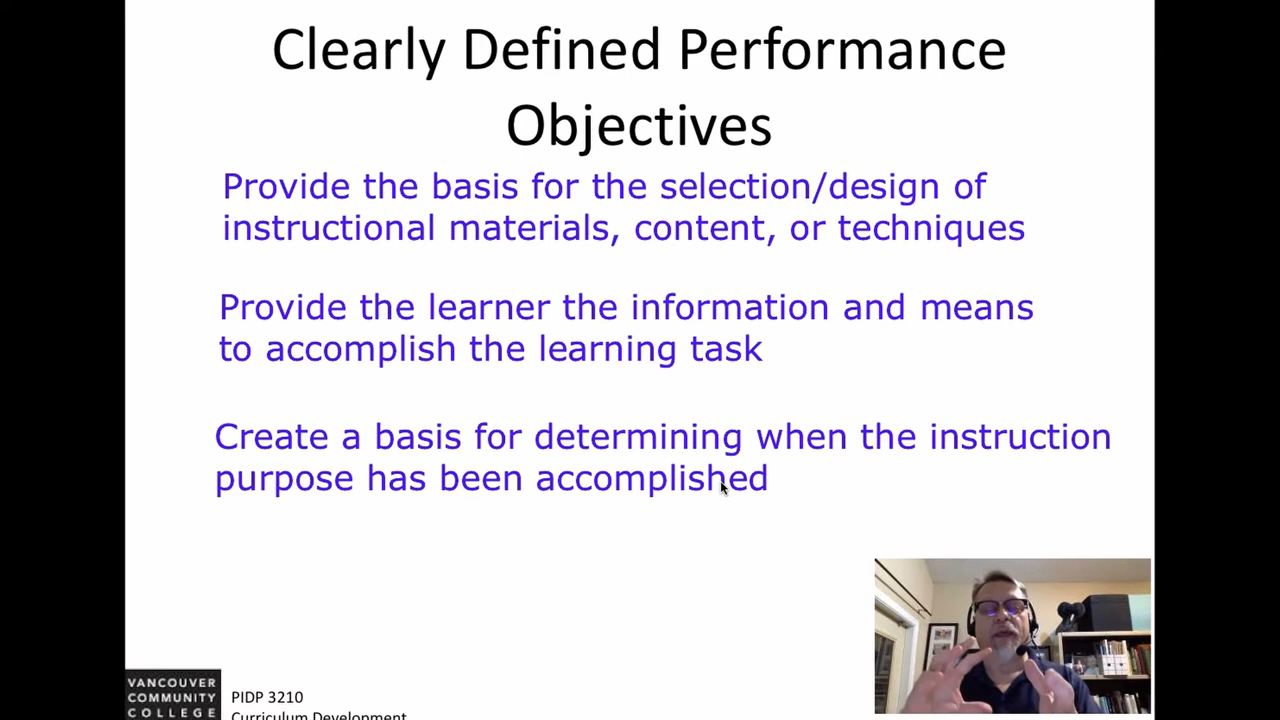 Clearly Defined Performance
Objectives
Provide the basis for the selection/design of
instructional materials, content, or techniques
Provide the learner the information and means
to accomplish the learning task
Create a basis for determining when the instruction
purpose has been accomplished
VANCOUVER
COMMUNITY
COLLEGE
PIDP 3210
Curriculum Development